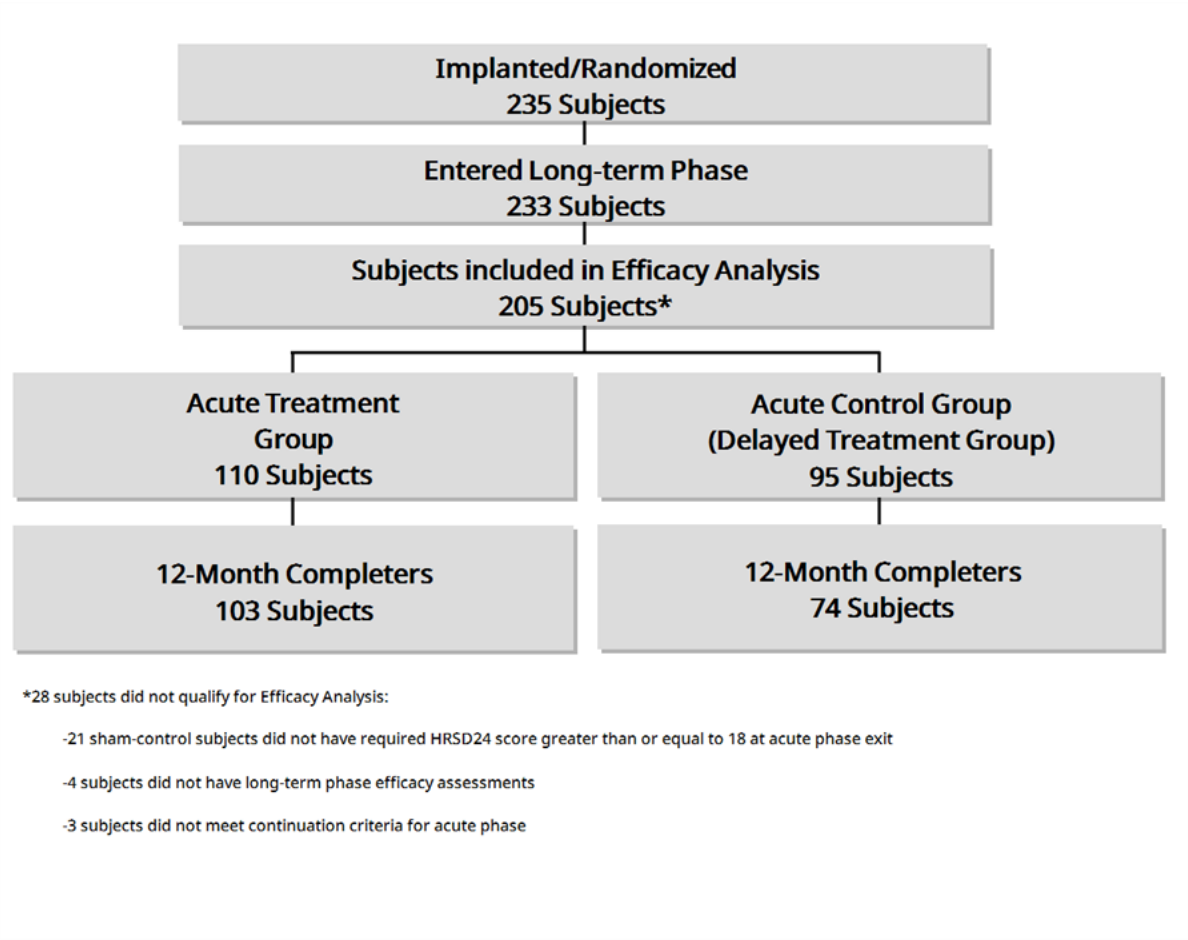 Implanted/Randomized
235 Subjects
Entered Long-term Phase
233 Subjects
Subjects included in Efficacy Analysis
205 Subjects*
Acute Treatment
Group
110 Subjects
Acute Control Group
(Delayed Treatment Group)
95 Subjects
12-Month Completers
103 Subjects
12-Month Completers
74 Subjects
*28 subjects did not qualify for Efficacy Analysis:
-21 sham-control subjects did not have required HRSD24 score greater than or equal to 18 at acute phase exit
-4 subjects did not have long-term phase efficacy assessments
-3 subjects did not meet continuation criteria for acute phase